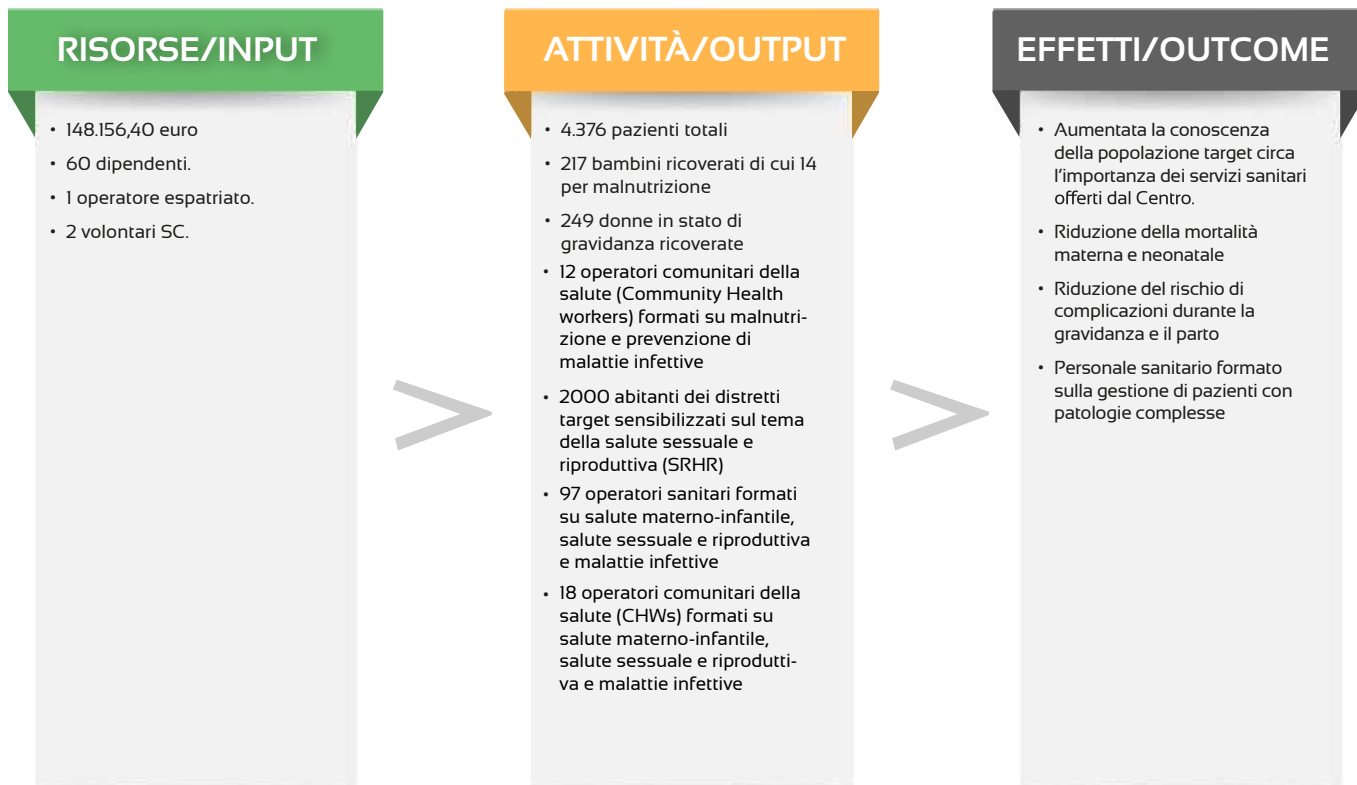 RISORSE/INPUT
• 148.156,40 euro
• 60 dipendenti.
• 1 operatore espatriato.
• 2 volontari SC.
>
ATTIVITÀ/OUTPUT
• 4.376 pazienti totali
• 217 bambini ricoverati di cui 14
per malnutrizione
• 249 donne in stato di
gravidanza ricoverate
• 12 operatori comunitari della
salute (Community Health
workers) formati su malnutri-
zione e prevenzione di
malattie infettive
• 2000 abitanti dei distretti
target sensibilizzati sul tema
della salute sessuale e
riproduttiva (SRHR)
• 97 operatori sanitari formati
su salute materno-infantile,
salute sessuale e riproduttiva
e malattie infettive
• 18 operatori comunitari della
salute (CHWs) formati su
salute materno-infantile,
salute sessuale e riprodutti-
va e malattie infettive
>
EFFETTI/OUTCOME
• Aumentata la conoscenza
della popolazione target circa
l'importanza dei servizi sanitari
offerti dal Centro.
• Riduzione della mortalità
materna e neonatale
• Riduzione del rischio di
complicazioni durante la
gravidanza e il parto
• Personale sanitario formato
sulla gestione di pazienti con
patologie complesse